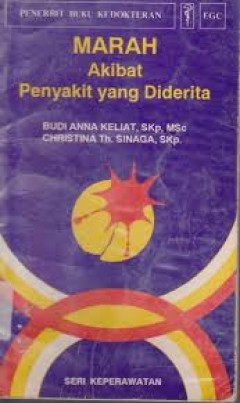 PENERBIT BUKU KEDOKTERAN EGC
MARAH
Akibat
Penyakit yang Diderita
BUDI ANNA KELIAT, SKp, MSc
CHRISTINA Th. SINAGA, SKp.
SERI KEPERAWATAN